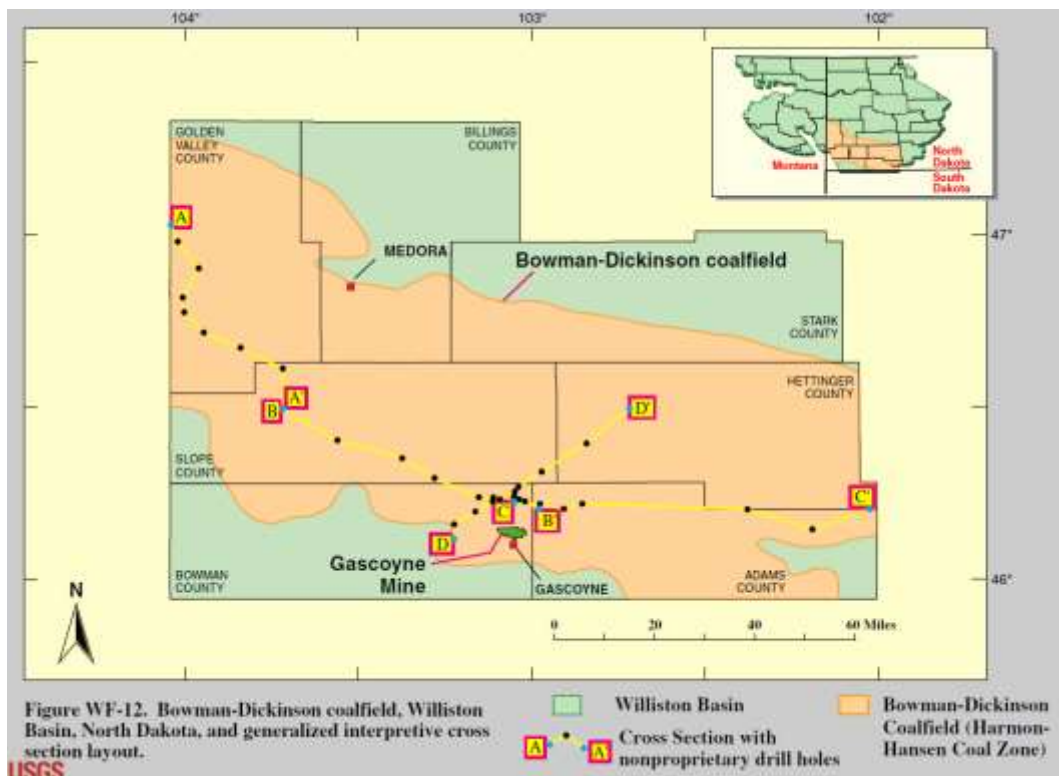 104°
103°
102°
GOLDEN
VALLEY
COUNTY
BILLINGS
COUNTY
Montana
North
Dakota
South
Dakota
A
47°
MEDORA
Bowman-Dickinson coalfield
STARK
COUNTY
HETTINGER
COUNTY
A'
B
D'
SLOPE
COUNTY
C'
C
B'
D
Gascoyne
Mine
GASCOYNE
BOWMAN
COUNTY
ADAMS
COUNTY
46°
N
0 20 40 60 Miles
Figure WF-12. Bowman-Dickinson coalfield, Williston
Basin, North Dakota, and generalized interpretive cross
section layout.
Williston Basin
A A'
Cross Section with
nonproprietary drill holes
Bowman-Dickinson
Coalfield (Harmon-
Hansen Coal Zone)
USGS